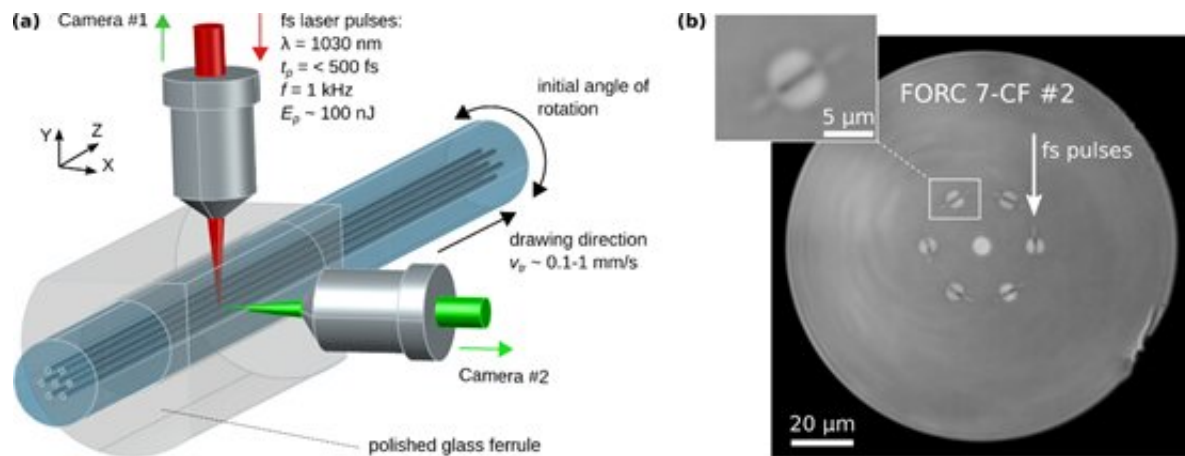 (a)
Camera #1
fs laser pulses:
λ = 1030 nm
tp = < 500 fs
f = 1 kHz
Ep ~ 100 nJ
initial angle of
rotation
Y
Z
X
drawing direction
vtr ~ 0.1-1 mm/s
Camera #2
polished glass ferrule
(b)
FORC 7-CF #2
5 μm
fs pulses
20 μm